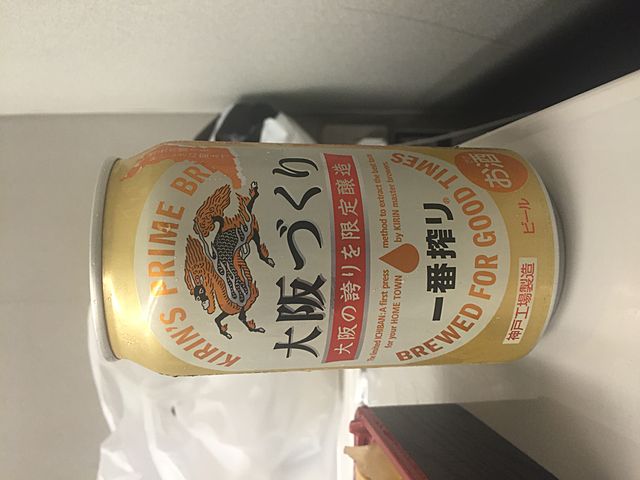 KIRIN'S PRIME BR
大阪づくり
大阪の誇りを限定醸造
The limited ICHIBAN: A first press
for your HOME TOWN
method to extract the best from
by KIRIN master brewers
一番搾り®
BREWED FOR GOOD TIMES
お酒
ビール
神戸工場製造